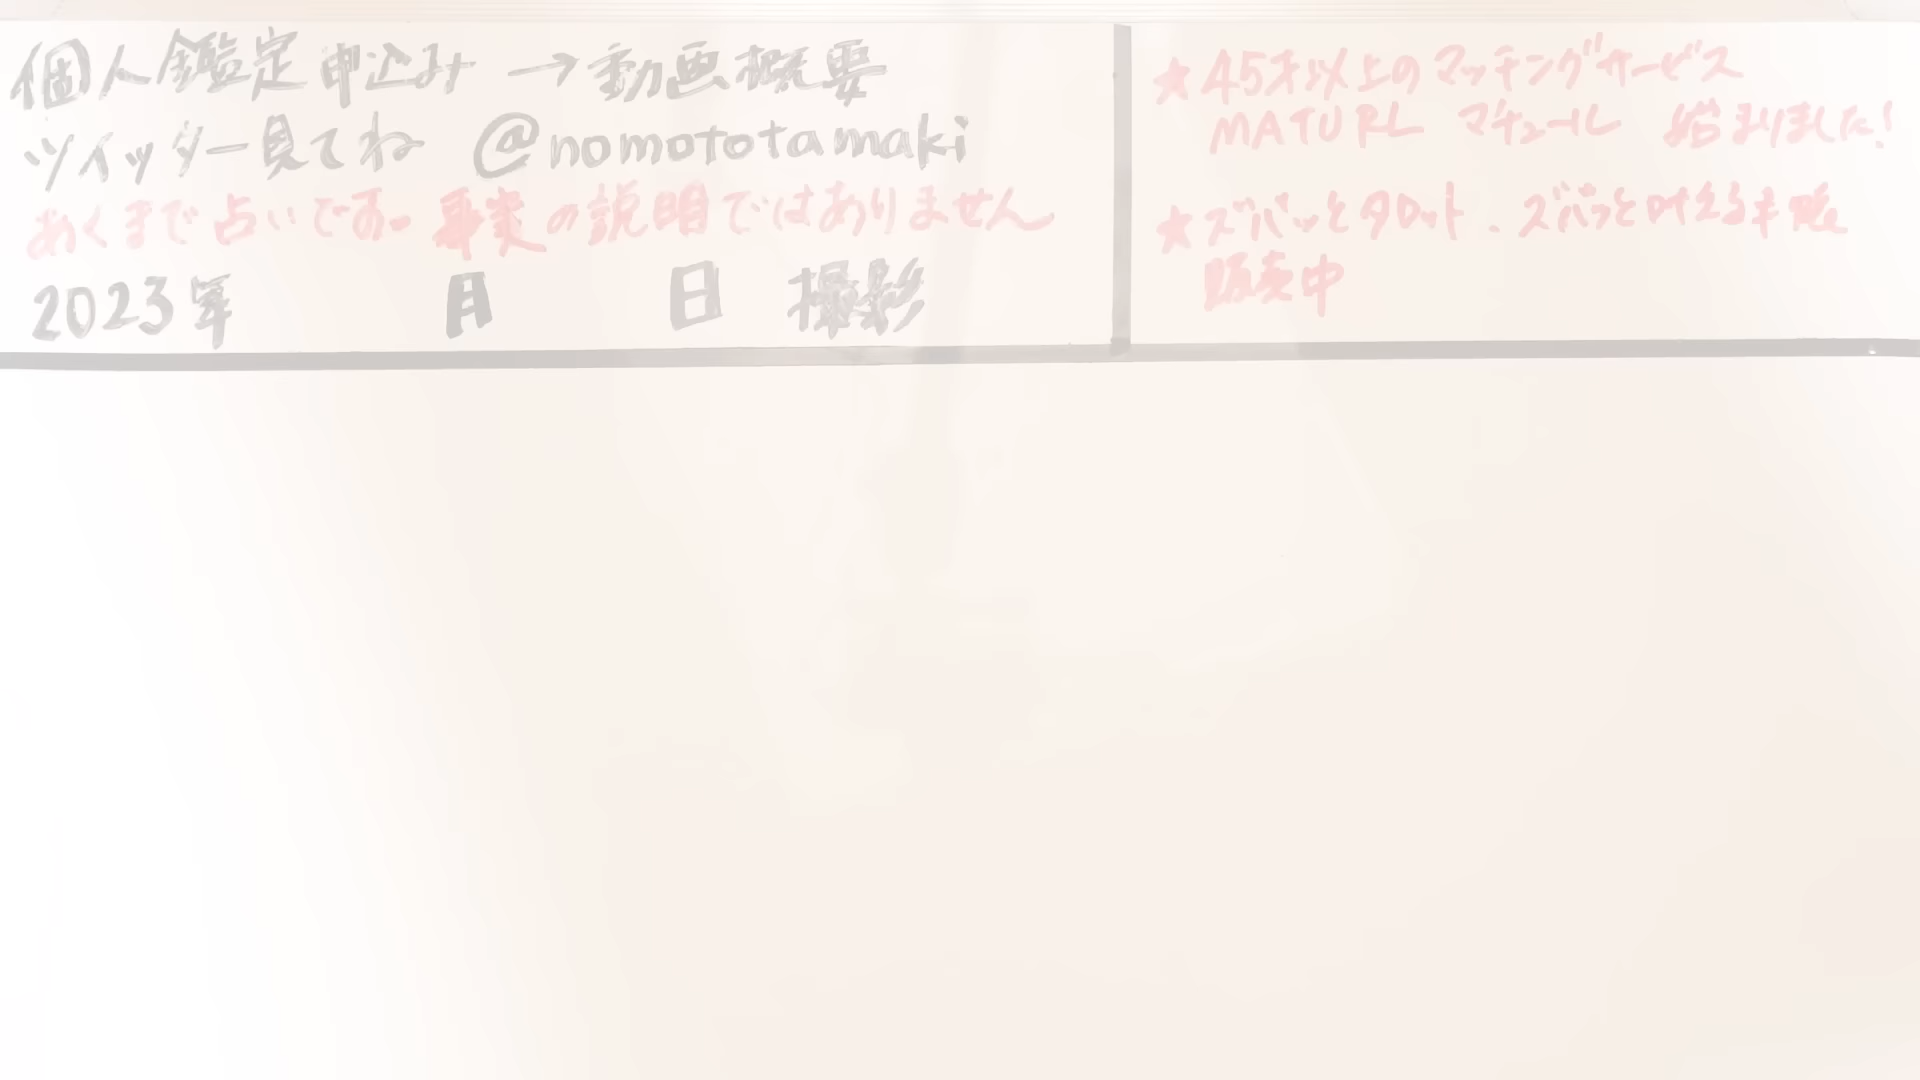 個人鑑定申込み→動画概要
ツイッター見てね @nomototamaki
あくまで占いです。事実の説明ではありません
2023年 月 日 撮影
★45才以上のマッチングサービス
MATURL マチュール 始まりました!
★ズバッとタロット、ズバッと叶える手帳
販売中